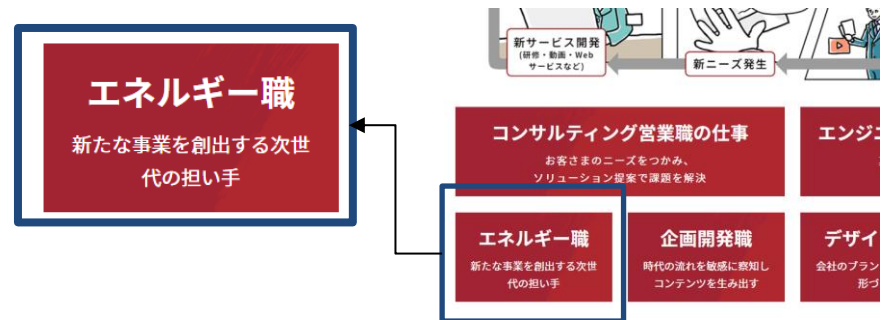 エネルギー職
新たな事業を創出する次世
代の担い手
新サービス開発
(研修・動画・Web
サービスなど)
新ニーズ発生
コンサルティング営業職の仕事
お客さまのニーズをつかみ、
ソリューション提案で課題を解決
エンジニ
エネルギー職
新たな事業を創出する次世
代の担い手
企画開発職
時代の流れを敏感に察知し
コンテンツを生み出す
デザイ
会社のブラン
形づ